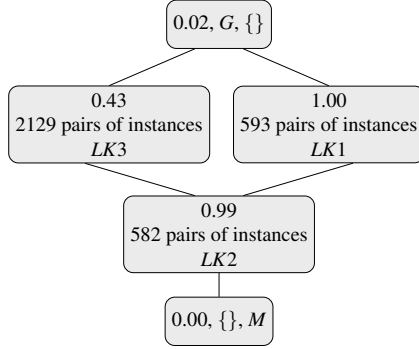 0.02, G, {}
0.43
2129 pairs of instances
LK3
1.00
593 pairs of instances
LK1
0.99
582 pairs of instances
LK2
0.00, {}, M